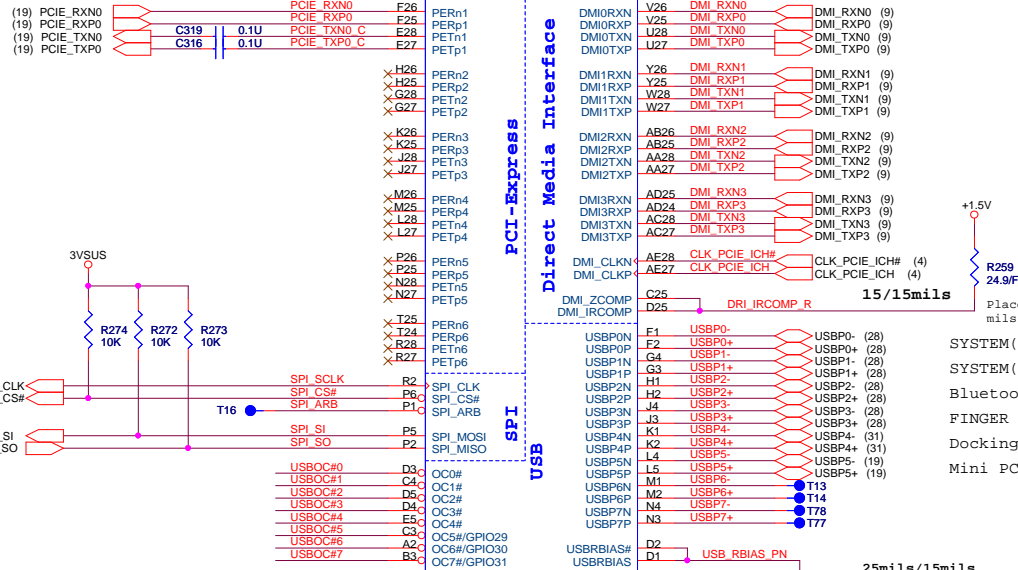 (19) PCIE_RXN0 PCIE_RXN0 F26 PERn1 DMI0RXN V26 DMI_RXN0 DMI_RXN0 (9)
(19) PCIE_RXP0 PCIE_RXP0 F25 PERp1 DMI0RXP V25 DMI_RXP0 DMI_RXP0 (9)
(19) PCIE_TXN0 C319 0.1U PCIE_TXN0_C E28 PETn1 DMI0TXN U28 DMI_TXN0 DMI_TXN0 (9)
(19) PCIE_TXP0 C316 0.1U PCIE_TXP0_C E27 PETp1 DMI0TXP U27 DMI_TXP0 DMI_TXP0 (9)
H26 PERn2 DMI1RXN Y26 DMI_RXN1 DMI_RXN1 (9)
H25 PERp2 DMI1RXP Y25 DMI_RXP1 DMI_RXP1 (9)
G28 PETn2 DMI1TXN W28 DMI_TXN1 DMI_TXN1 (9)
G27 PETp2 DMI1TXP W27 DMI_TXP1 DMI_TXP1 (9)
K26 PERn3 DMI2RXN AB26 DMI_RXN2 DMI_RXN2 (9)
K25 PERp3 DMI2RXP AB25 DMI_RXP2 DMI_RXP2 (9)
J28 PETn3 DMI2TXN AA28 DMI_TXN2 DMI_TXN2 (9)
J27 PETp3 DMI2TXP AA27 DMI_TXP2 DMI_TXP2 (9)
M26 PERn4 DMI3RXN AD25 DMI_RXN3 DMI_RXN3 (9)
M25 PERp4 DMI3RXP AD24 DMI_RXP3 DMI_RXP3 (9)
L28 PETn4 DMI3TXN AC28 DMI_TXN3 DMI_TXN3 (9)
L27 PETp4 DMI3TXP AC27 DMI_TXP3 DMI_TXP3 (9)
PCI-Express
Direct Media Interface
+1.5V
R259
24.9/F
P26 PERn5 DMI_CLKN AE28 CLK_PCIE_ICH# CLK_PCIE_ICH# (4)
P25 PERp5 DMI_CLKP AE27 CLK_PCIE_ICH CLK_PCIE_ICH (4)
N28 PETn5
N27 PETp5 DMI_ZCOMP C25
15/15mils
DMI_IRCOMP D25 DRI_IRCOMP_R
Place
mils
T25 PERn6
T24 PERp6
R28 PETn6
R27 PETp6
3VSUS
R274 10K
R272 10K
R273 10K
_CLK SPI_SCLK R2 SPI_CLK
_CS# SPI_CS# P6 SPI_CS#
T16 SPI_ARB P1 SPI_ARB
_SI SPI_SI P5 SPI_MOSI
_SO SPI_SO P2 SPI_MISO
SPI
USB
USBOC#0 D3 OC0#
USBOC#1 C4 OC1#
USBOC#2 D5 OC2#
USBOC#3 D4 OC3#
USBOC#4 E5 OC4#
USBOC#5 C3 OC5#/GPIO29
USBOC#6 A2 OC6#/GPIO30
USBOC#7 B3 OC7#/GPIO31
USBP0N F1 USBP0- USBP0- (28)
USBP0P F2 USBP0+ USBP0+ (28)
USBP1N G4 USBP1- USBP1- (28)
USBP1P G3 USBP1+ USBP1+ (28)
USBP2N H1 USBP2- USBP2- (28)
USBP2P H2 USBP2+ USBP2+ (28)
USBP3N J4 USBP3- USBP3- (28)
USBP3P J3 USBP3+ USBP3+ (28)
USBP4N K1 USBP4- USBP4- (31)
USBP4P K2 USBP4+ USBP4+ (31)
USBP5N L4 USBP5- USBP5- (19)
USBP5P L5 USBP5+ USBP5+ (19)
USBP6N M1 USBP6- T13
USBP6P M2 USBP6+ T14
USBP7N N4 USBP7- T78
USBP7P N3 USBP7+ T77
SYSTEM(
SYSTEM(
Bluetoo
FINGER
Docking
Mini PC
USBRBIAS# D2
USBRBIAS D1 USB_RBIAS_PN
25mils/15mils